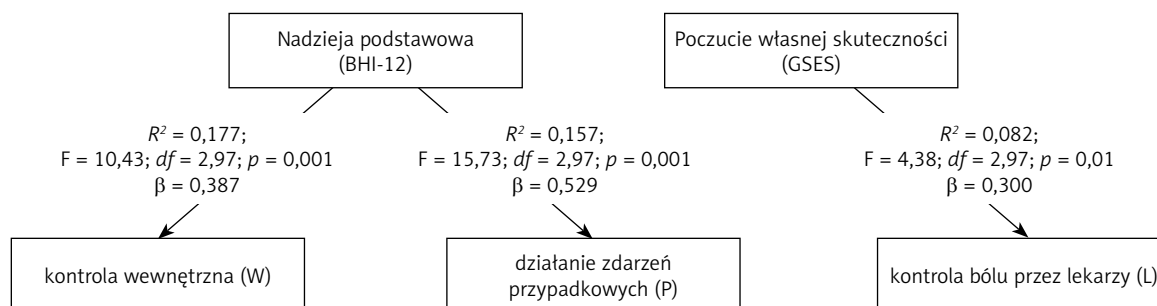 Nadzieja podstawowa
(BHI-12)
Poczucie własnej skuteczności
(GSES)
R² = 0,177;
F = 10,43; df = 2,97; p = 0,001
β = 0,387
R² = 0,157;
F = 15,73; df = 2,97; p = 0,001
β = 0,529
R² = 0,082;
F = 4,38; df = 2,97; p = 0,01
β = 0,300
kontrola wewnętrzna (W)
działanie zdarzeń
przypadkowych (P)
kontrola bólu przez lekarzy (L)